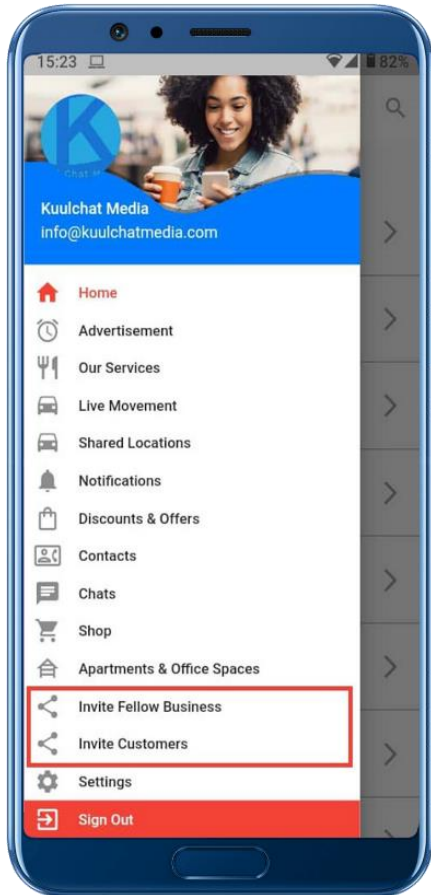 15:23 82%
K
Chat M
Kuulchat Media
info@kuulchatmedia.com
Home
Advertisement
Our Services
Live Movement
Shared Locations
Notifications
Discounts & Offers
Contacts
Chats
Shop
Apartments & Office Spaces
Invite Fellow Business
Invite Customers
Settings
Sign Out